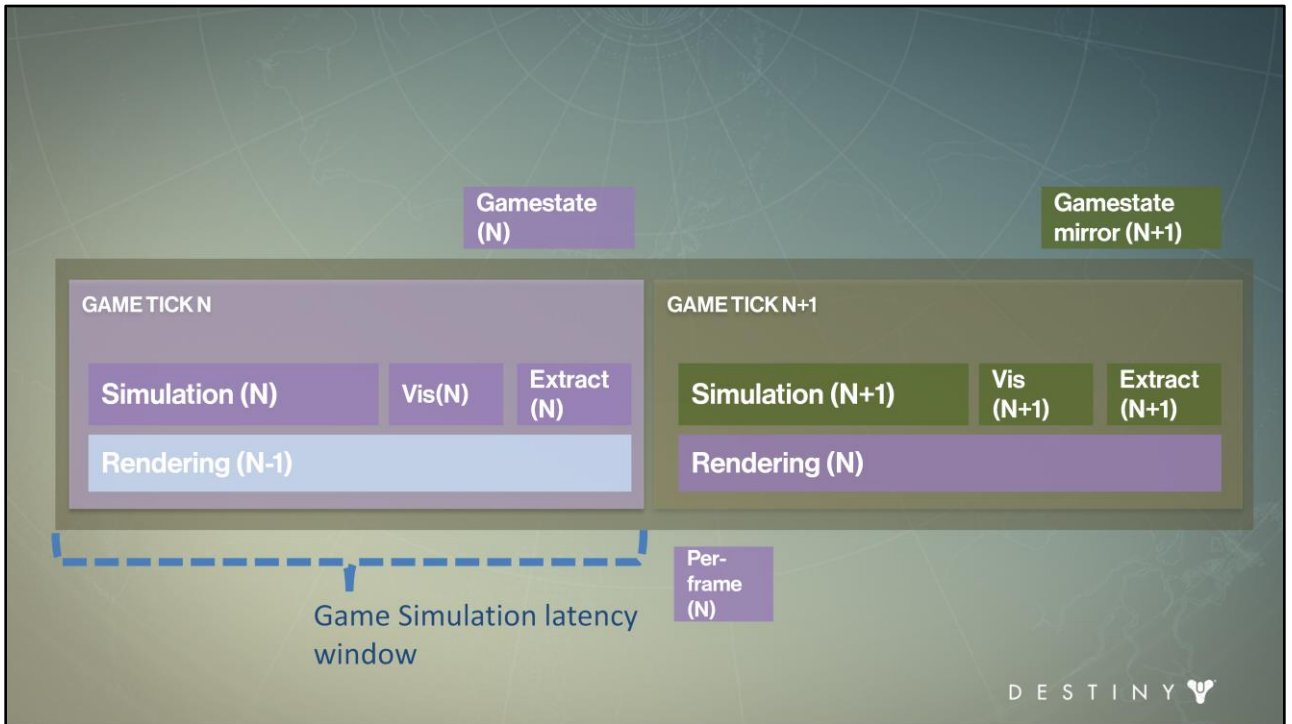 Gamestate
(N)
Gamestate
mirror (N+1)
GAME TICK N
GAME TICK N+1
Simulation (N)
Vis(N)
Extract
(N)
Simulation (N+1)
Vis
(N+1)
Extract
(N+1)
Rendering (N-1)
Rendering (N)
Game Simulation latency
window
Per-
frame
(N)
DESTINY